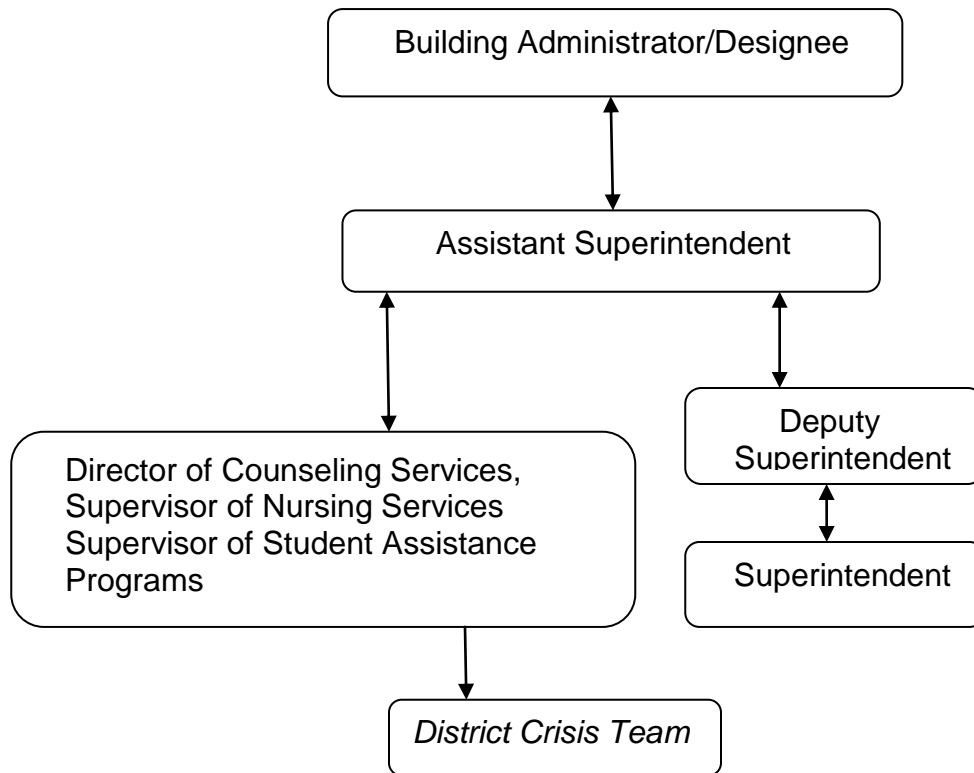 Building Administrator/Designee
Assistant Superintendent
Deputy
Superintendent
Director of Counseling Services,
Supervisor of Nursing Services
Supervisor of Student Assistance
Programs
Superintendent
District Crisis Team